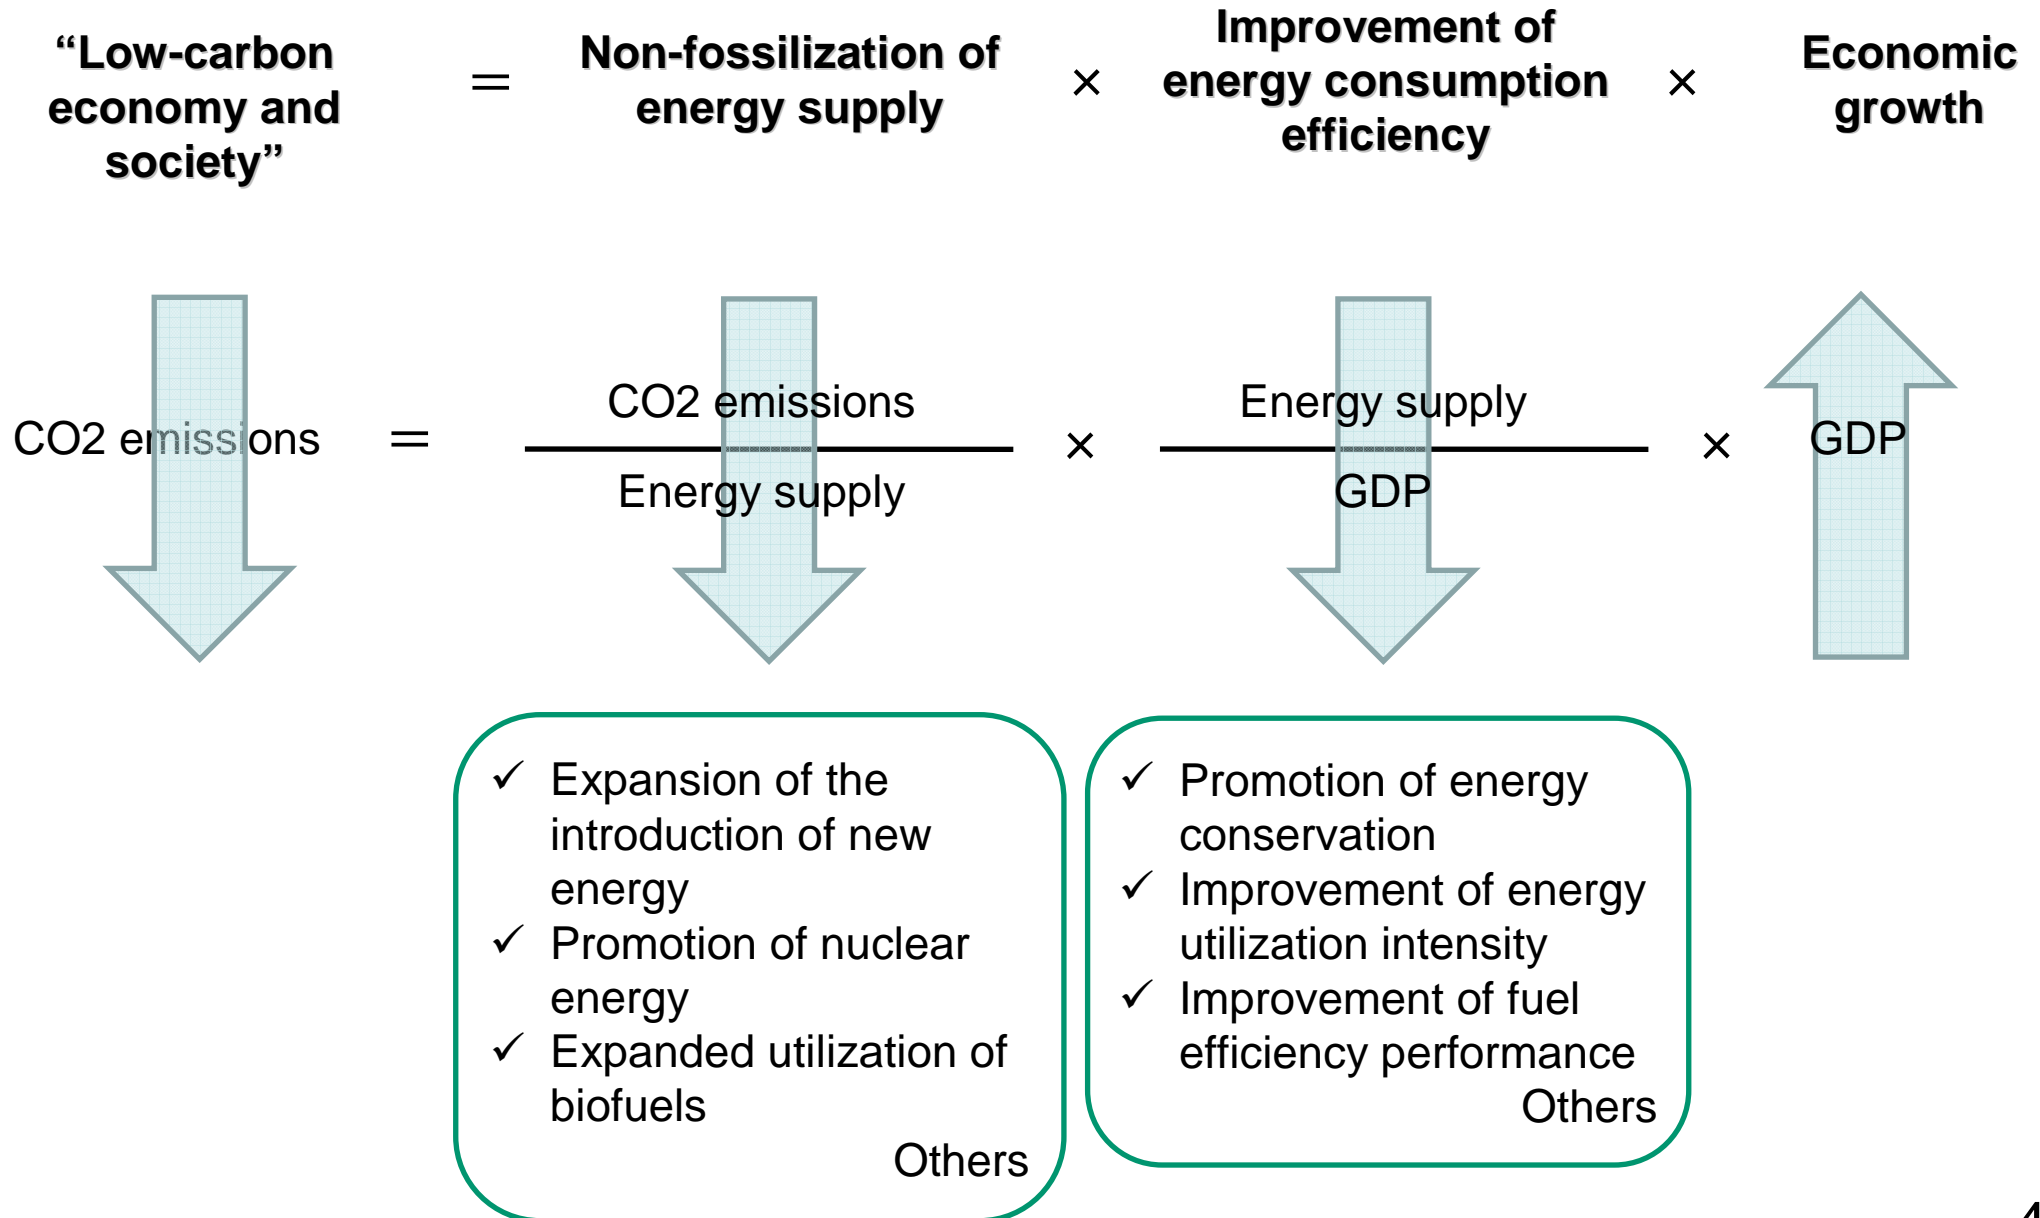 “Low-carbon
economy and
society”
＝
Non-fossilization of
energy supply
×
Improvement of
energy consumption
efficiency
×
Economic
growth
CO2 emissions
＝
CO2 emissions
Energy supply
×
Energy supply
GDP
×
GDP
✓ Expansion of the
introduction of new
energy
✓ Promotion of nuclear
energy
✓ Expanded utilization of
biofuels
Others
✓ Promotion of energy
conservation
✓ Improvement of energy
utilization intensity
✓ Improvement of fuel
efficiency performance
Others
4